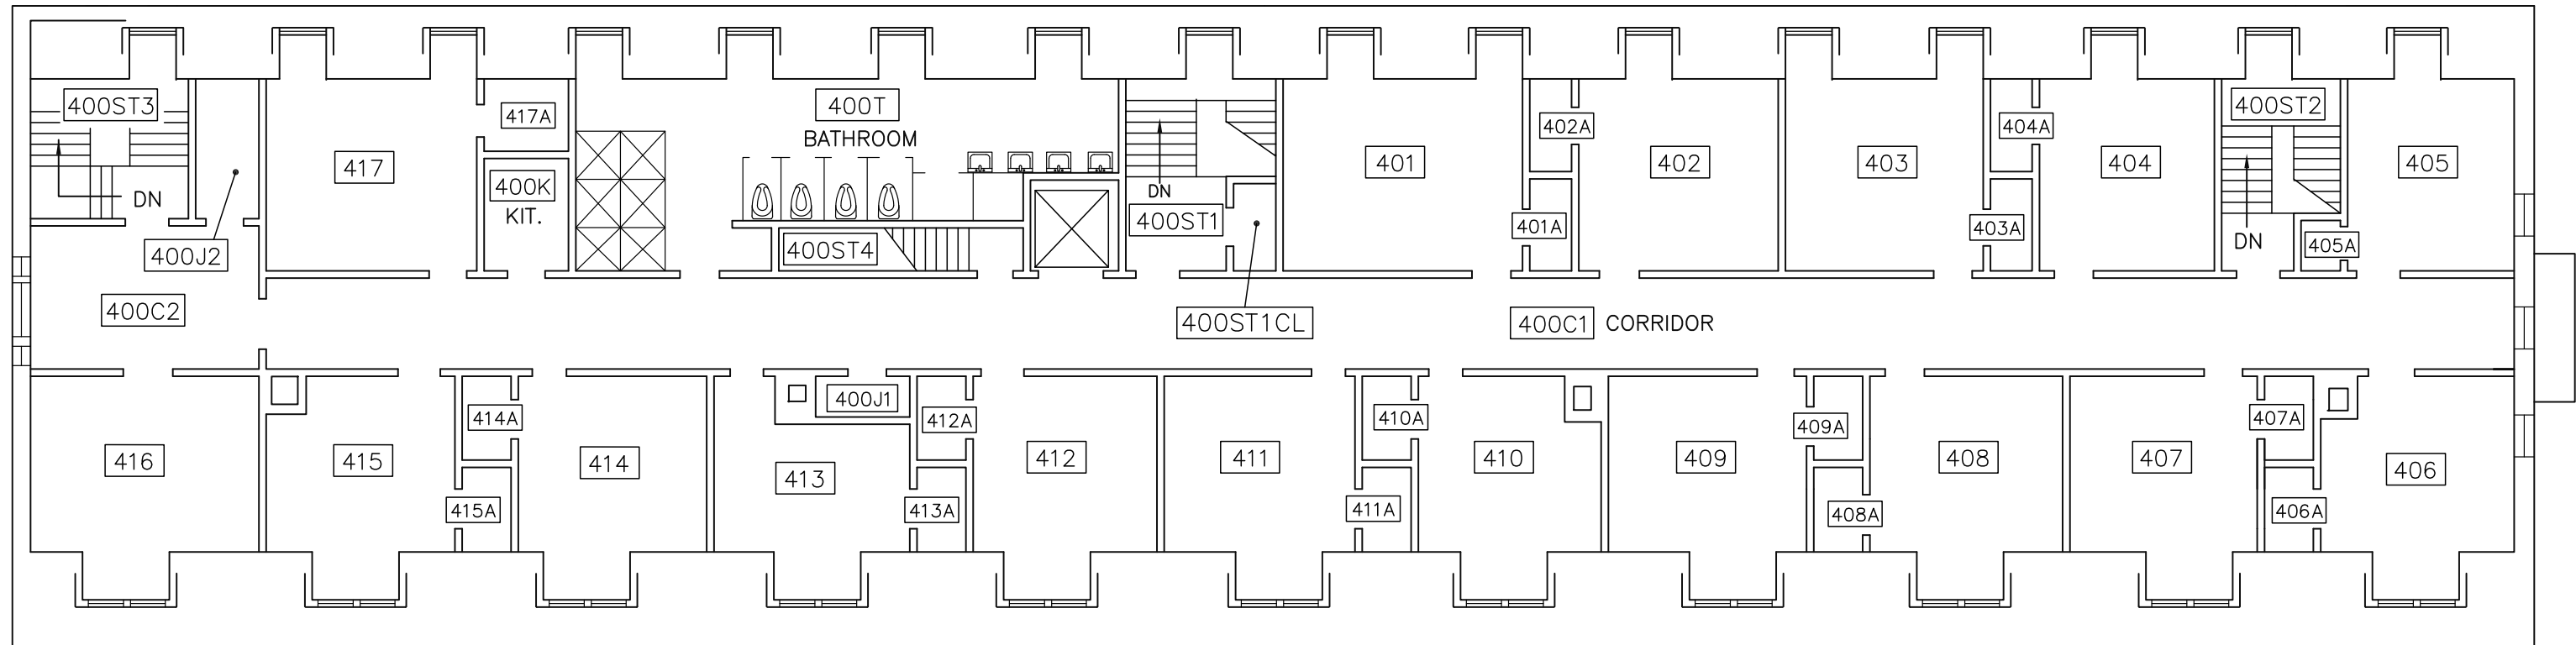 400ST3
400T
417A
400ST2
BATHROOM
402A
404A
417
401
402
403
404
405
400K
KIT.
DN
DN
400ST1
401A
403A
DN
405A
400J2
400ST4
400C2
400ST1CL
400C1 CORRIDOR
400J1
414A
412A
410A
409A
407A
416
415
414
413
412
411
410
409
408
407
406
415A
413A
411A
408A
406A